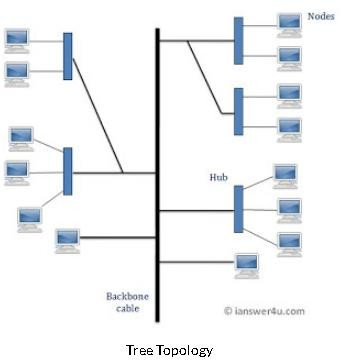 Nodes
Hub
Backbone
cable
© ianswer4u.com
Tree Topology